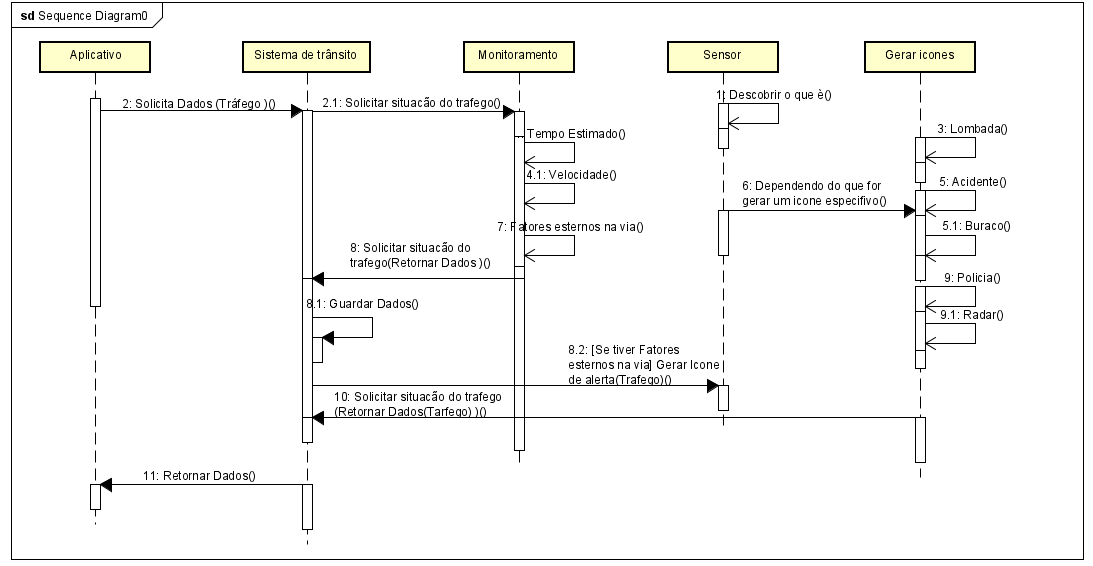 sd Sequence Diagram0
Aplicativo
Sistema de trânsito
Monitoramento
Sensor
Gerar icones
1: Descobrir o que è()
2: Solicita Dados (Tráfego )()
2.1: Solicitar situacão do trafego()
3: Lombada()
Tempo Estimado()
4.1: Velocidade()
5: Acidente()
6: Dependendo do que for
gerar um icone especifivo()
5.1: Buraco()
7: Fatores esternos na via()
8: Solicitar situacão do
trafego(Retornar Dados )()
9: Policia()
8.1: Guardar Dados()
9.1: Radar()
8.2: [Se tiver Fatores
esternos na via] Gerar Icone
de alerta(Trafego)()
10: Solicitar situacão do trafego
(Retornar Dados(Tarfego) )()
11: Retornar Dados()